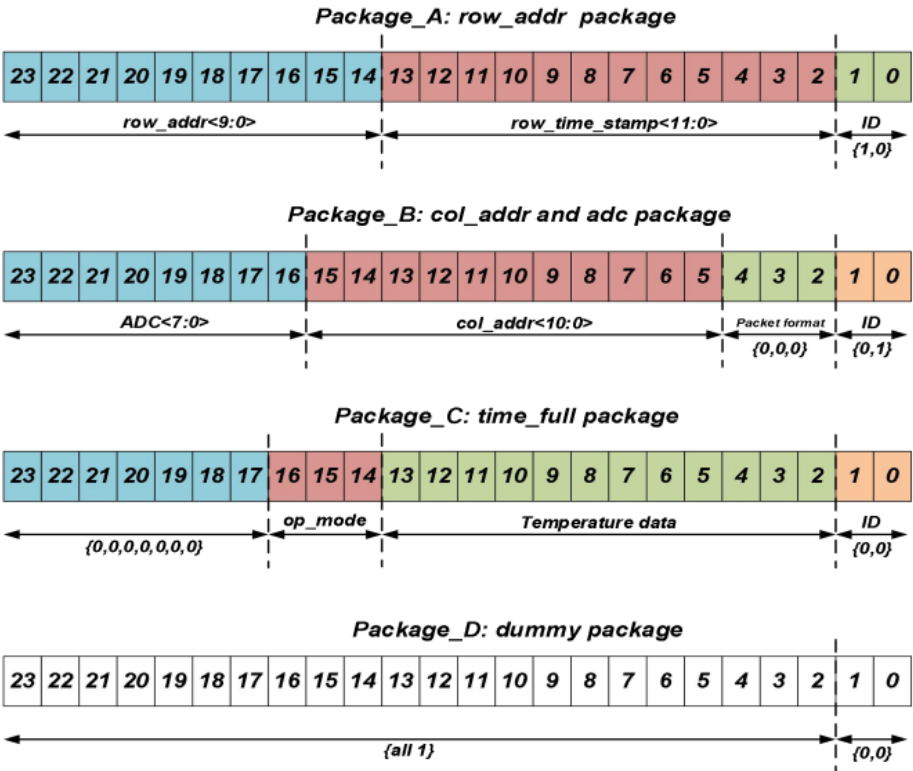 Package_A: row_addr package
23 22 21 20 19 18 17 16 15 14 13 12 11 10 9 8 7 6 5 4 3 2 1 0
row_addr<9:0> row_time_stamp<11:0> ID
{1,0}
Package_B: col_addr and adc package
23 22 21 20 19 18 17 16 15 14 13 12 11 10 9 8 7 6 5 4 3 2 1 0
ADC<7:0> col_addr<10:0> Packet format ID
{0,0,0} {0,1}
Package_C: time_full package
23 22 21 20 19 18 17 16 15 14 13 12 11 10 9 8 7 6 5 4 3 2 1 0
op_mode Temperature data ID
{0,0,0,0,0,0,0} {0,0}
Package_D: dummy package
23 22 21 20 19 18 17 16 15 14 13 12 11 10 9 8 7 6 5 4 3 2 1 0
{all 1} {0,0}